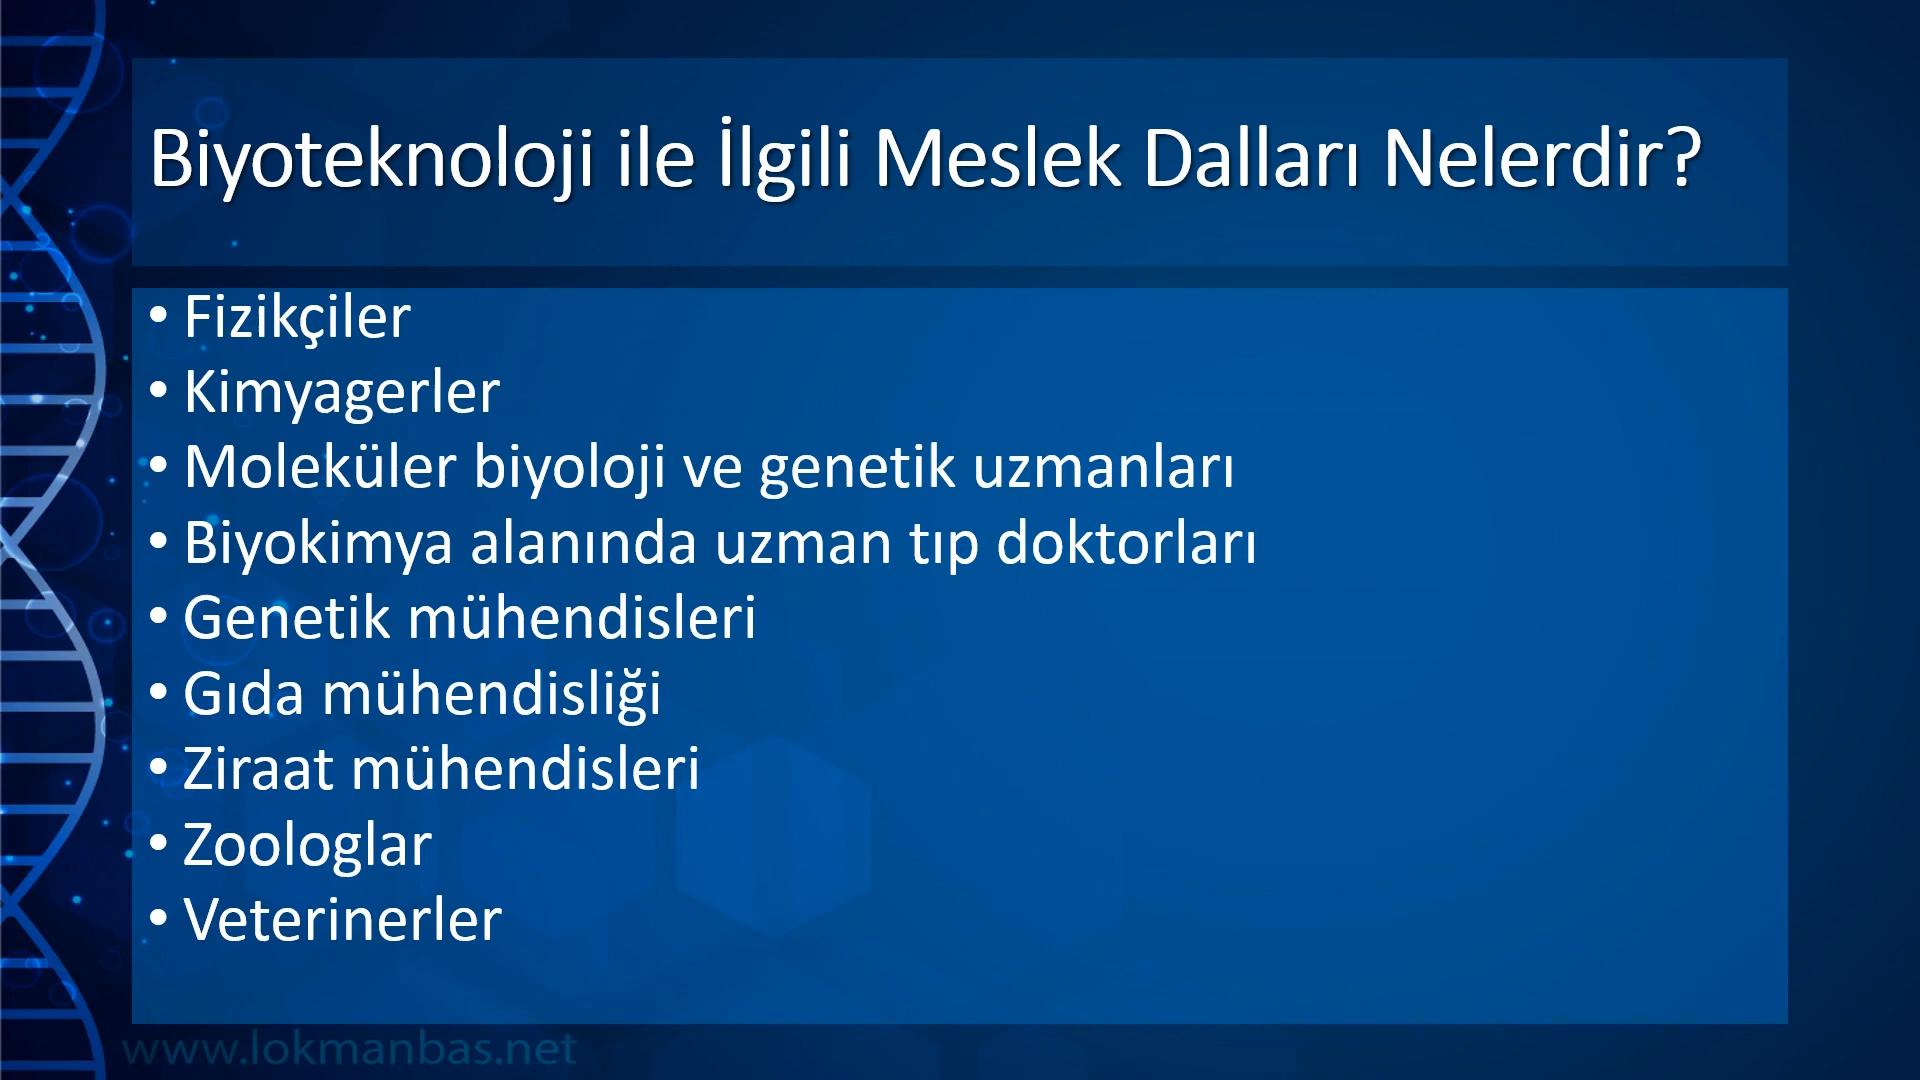 Biyoteknoloji ile İlgili Meslek Dalları Nelerdir?
• Fizikçiler
• Kimyagerler
• Moleküler biyoloji ve genetik uzmanları
• Biyokimya alanında uzman tıp doktorları
• Genetik mühendisleri
• Gıda mühendisliği
• Ziraat mühendisleri
• Zoologlar
• Veterinerler
www.lokmanbas.net